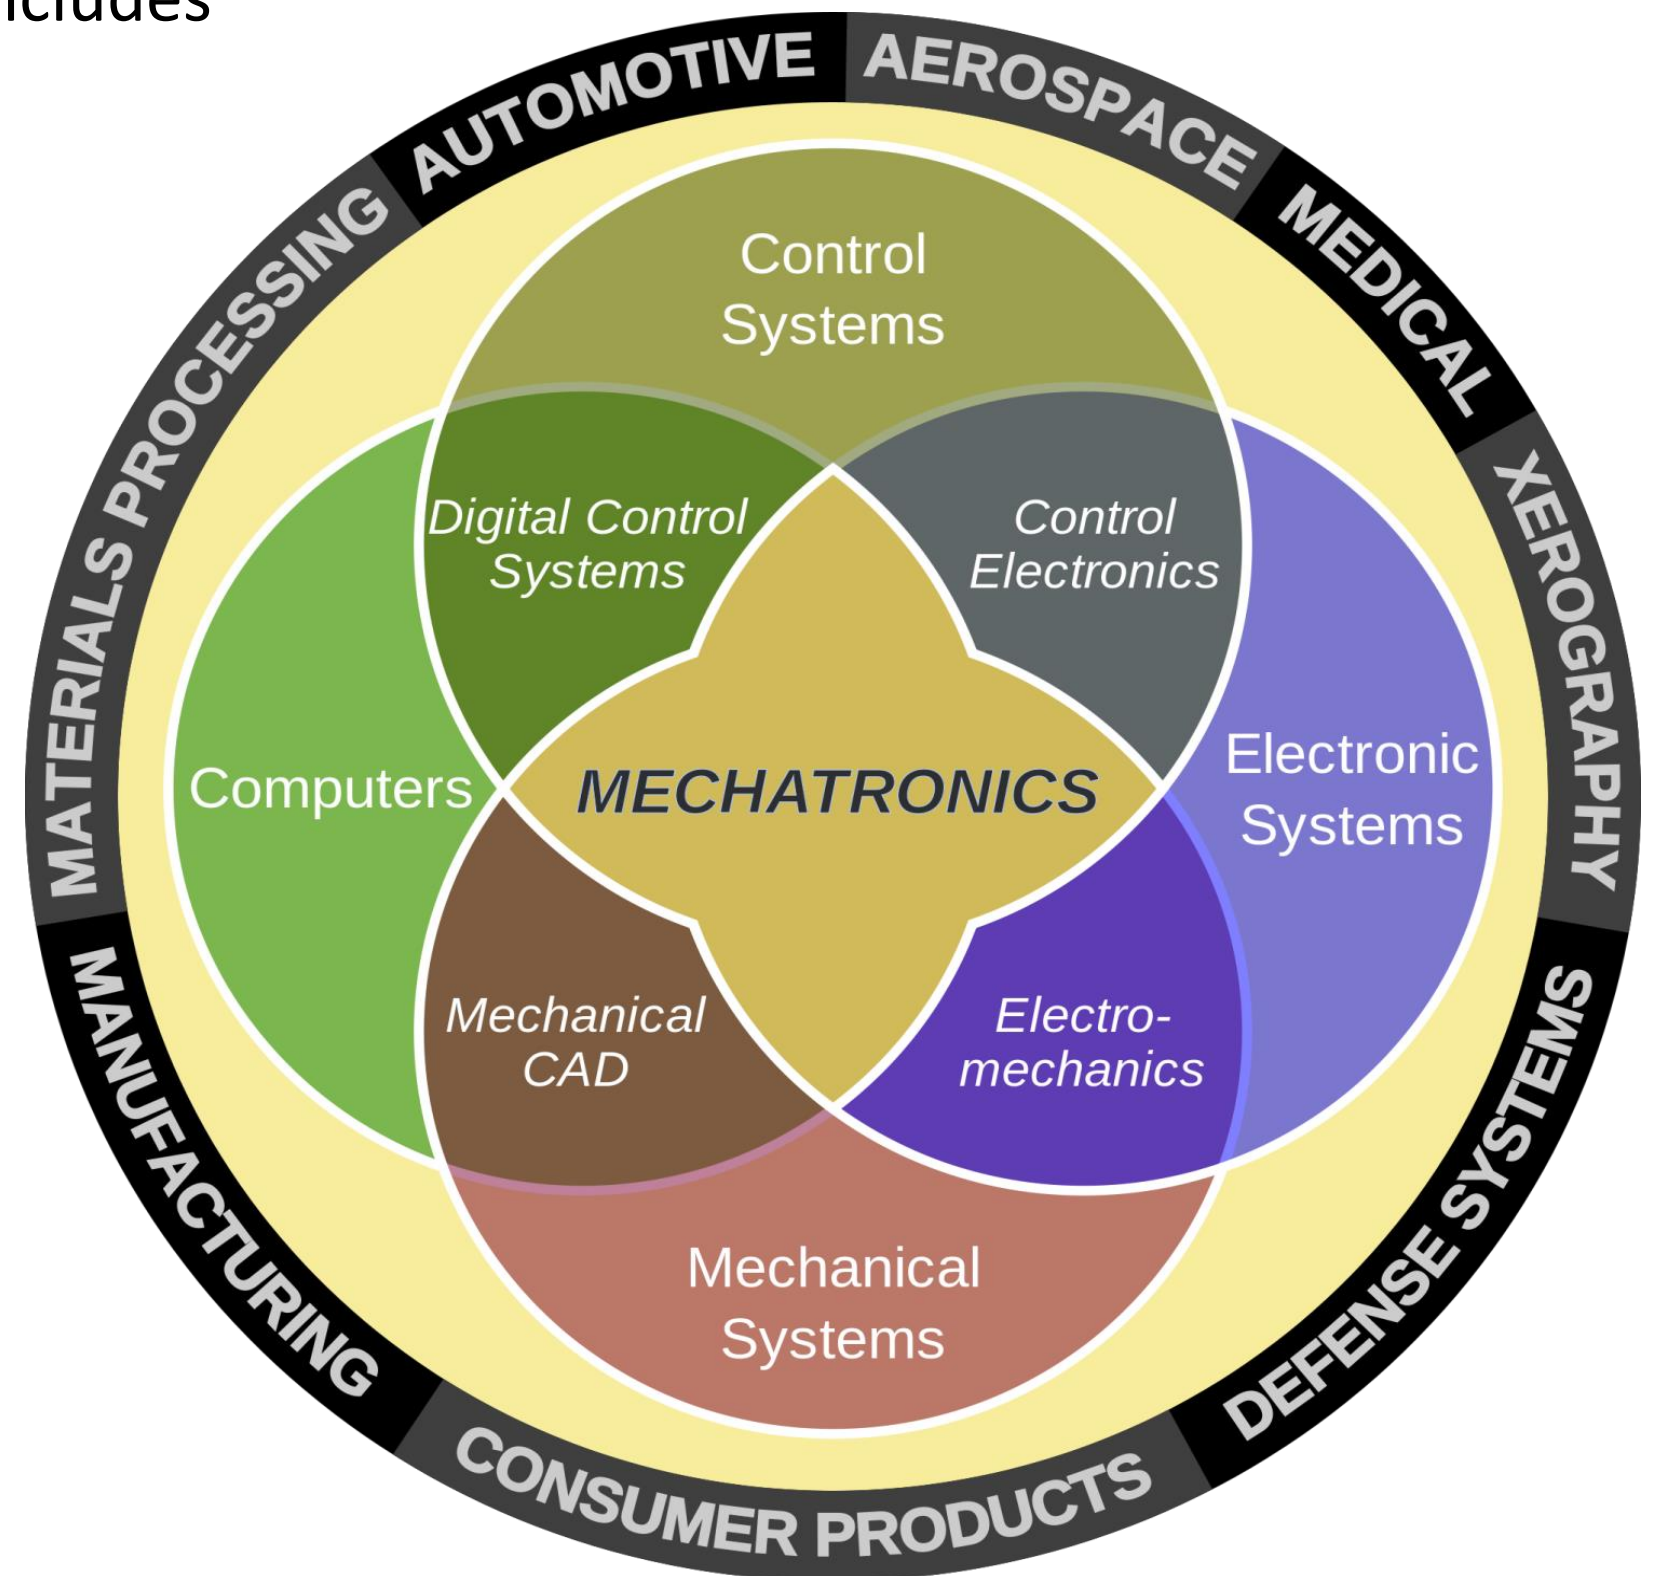 ncludes
AUTOMOTIVE
AEROSPACE
MEDICAL
XEROGRAPHY
DEFENSE SYSTEMS
CONSUMER PRODUCTS
MANUFACTURING
MATERIALS PROCESSING
Control
Systems
Digital Control
Systems
Control
Electronics
Computers
MECHATRONICS
Electronic
Systems
Mechanical
CAD
Electro-
mechanics
Mechanical
Systems